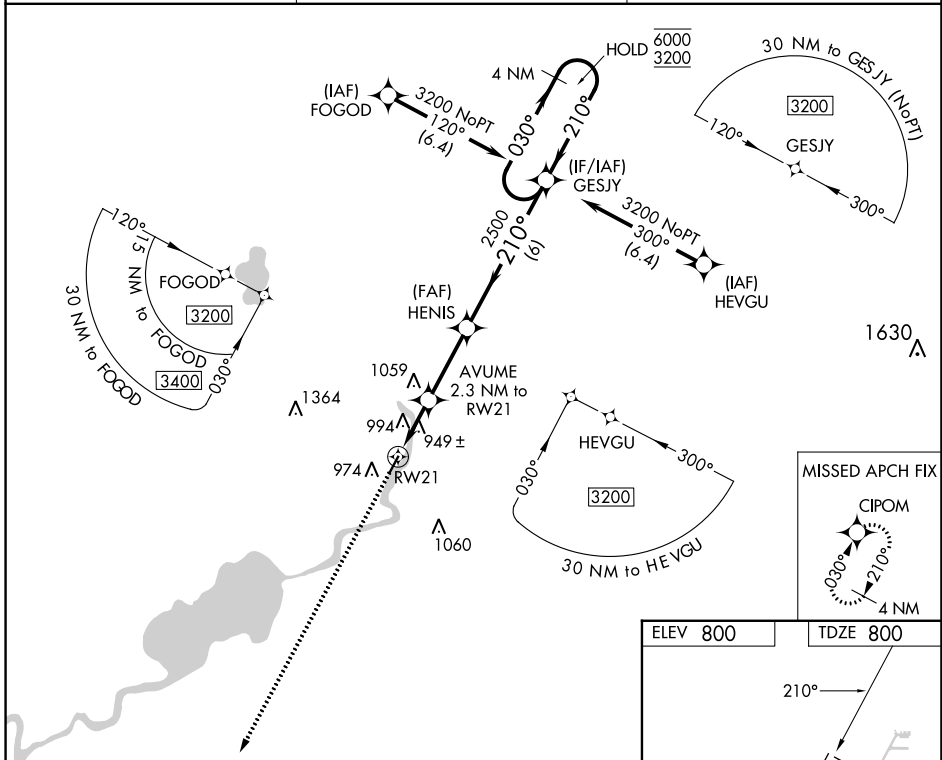 HOLD 6000
3200
4 NM
(IAF)
FOGOD
3200 NoPT
120°
(6.4)
030°
210°
(IF/IAF)
GESJY
30 NM to GESJY (NoPT)
3200
120°
GESJY
300°
3200 NoPT
300°
(6.4)
(IAF)
HEVGU
2500
210°
(6)
120°
15 NM to FOGOD
FOGOD
3200
30 NM to FOGOD
3400
030°
(FAF)
HENIS
1630
1059
AVUME
2.3 NM to
RW21
1364
994
949 ±
974
RW21
1060
HEVGU
030°
300°
3200
30 NM to HEVGU
MISSED APCH FIX
CIPOM
030°
210°
4 NM
ELEV 800
TDZE 800
210°